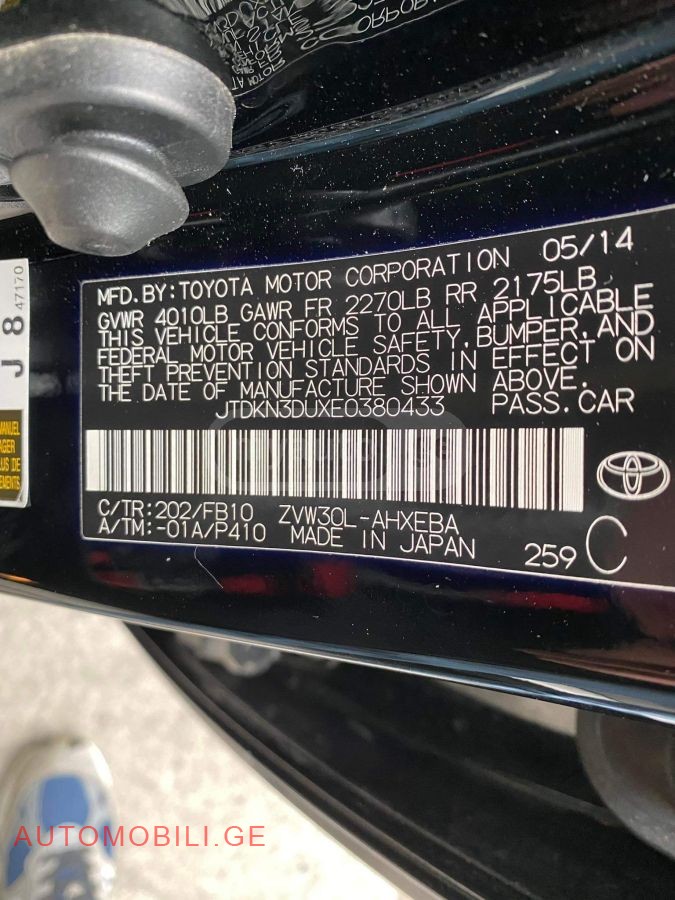 J 8
47170
MANUEL
MFD.BY:TOYOTA MOTOR CORPORATION 05/14
GVWR 4010LB GAWR FR 2270LB RR 2175LB
THIS VEHICLE CONFORMS TO ALL APPLICABLE
FEDERAL MOTOR VEHICLE SAFETY,BUMPER,AND
THEFT PREVENTION STANDARDS IN EFFECT ON
THE DATE OF MANUFACTURE SHOWN ABOVE.
JTDKN3DUXE0380433 PASS.CAR
C/TR:202/FB10 ZVW30L-AHXEBA
A/TM:-01A/P410 MADE IN JAPAN
259 C
AUTOMOBILI.GE